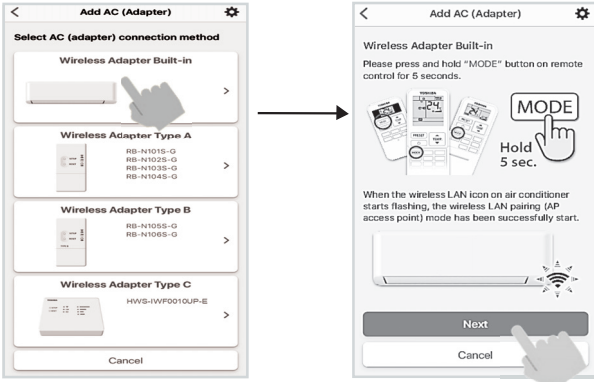 Add AC (Adapter)
Select AC (adapter) connection method
Wireless Adapter Built-in
Wireless Adapter Type A
RB-N101S-G
RB-N102S-G
RB-N103S-G
RB-N104S-G
Wireless Adapter Type B
RB-N105S-G
RB-N106S-G
Wireless Adapter Type C
HWS-IWF0010UP-E
Cancel
Add AC (Adapter)
Wireless Adapter Built-in
Please press and hold "MODE" button on remote
control for 5 seconds.
MODE
Hold
5 sec.
When the wireless LAN icon on air conditioner
starts flashing, the wireless LAN pairing (AP
access point) mode has been successfully start.
Next
Cancel